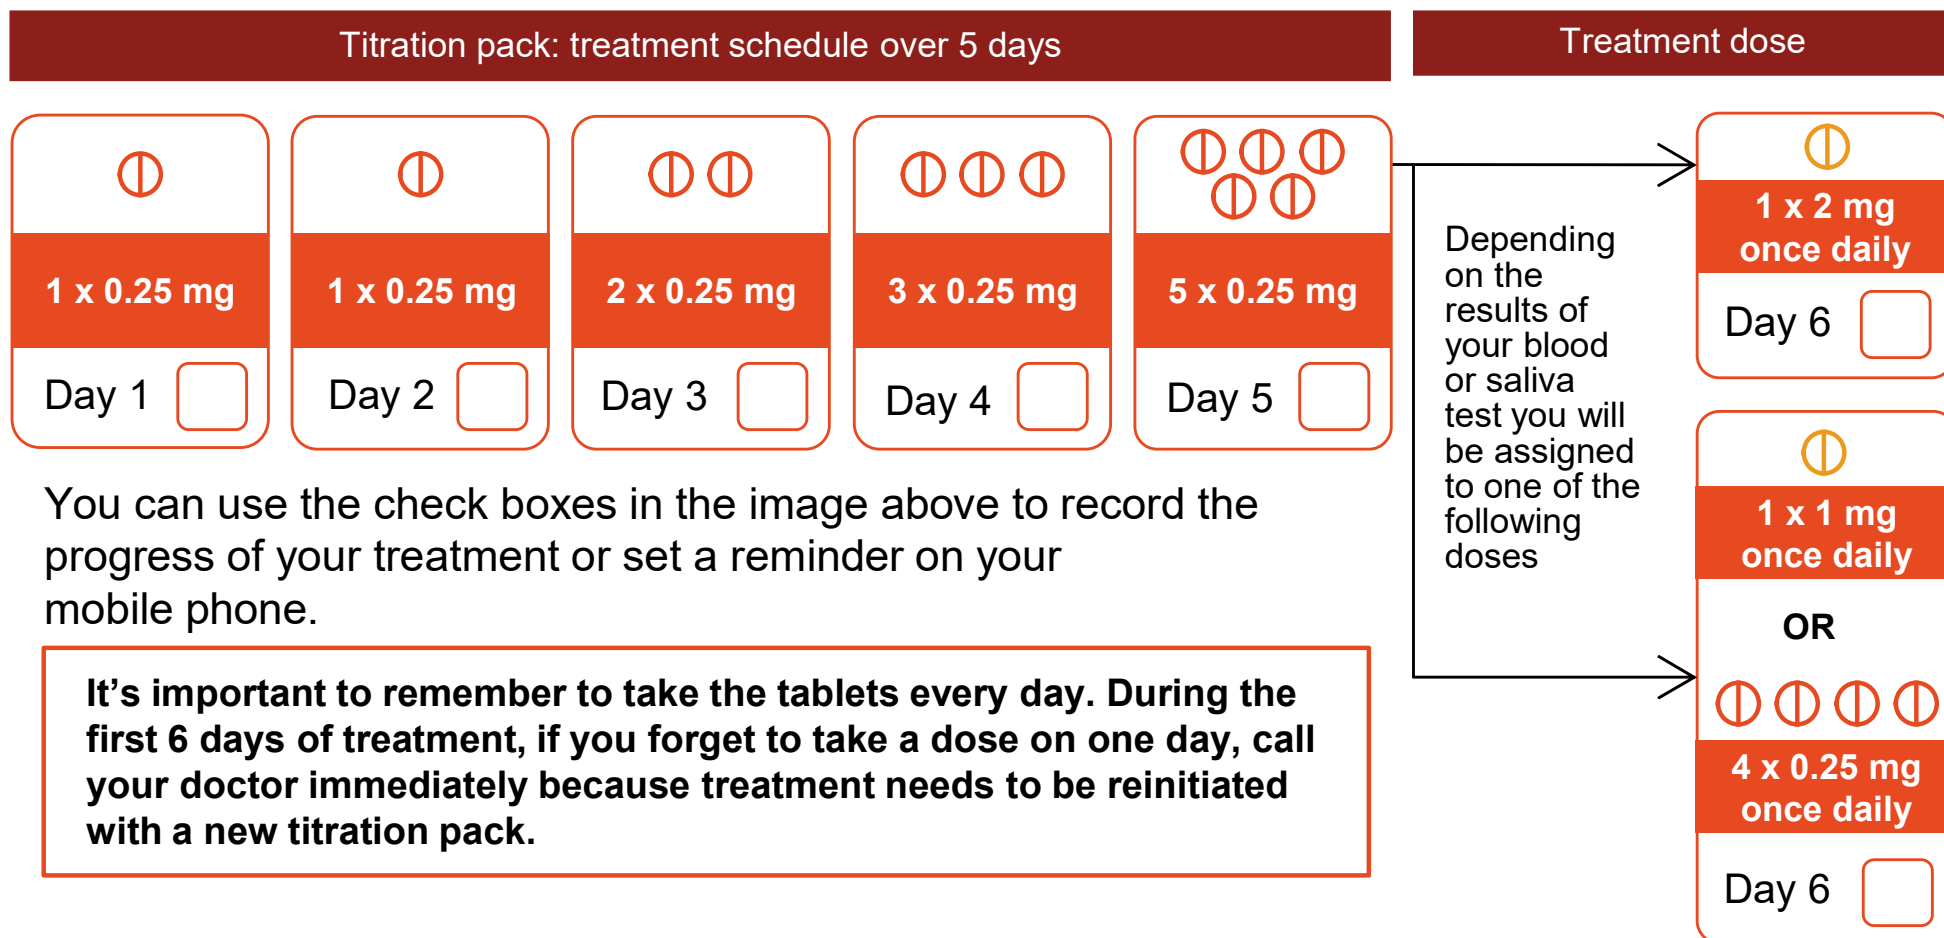 Titration pack: treatment schedule over 5 days
1 x 0.25 mg
Day 1
1 x 0.25 mg
Day 2
2 x 0.25 mg
Day 3
3 x 0.25 mg
Day 4
5 x 0.25 mg
Day 5
You can use the check boxes in the image above to record the
progress of your treatment or set a reminder on your
mobile phone.
It’s important to remember to take the tablets every day. During the
first 6 days of treatment, if you forget to take a dose on one day, call
your doctor immediately because treatment needs to be reinitiated
with a new titration pack.
Depending
on the
results of
your blood
or saliva
test you will
be assigned
to one of the
following
doses
Treatment dose
1 x 2 mg
once daily
Day 6
1 x 1 mg
once daily
OR
4 x 0.25 mg
once daily
Day 6